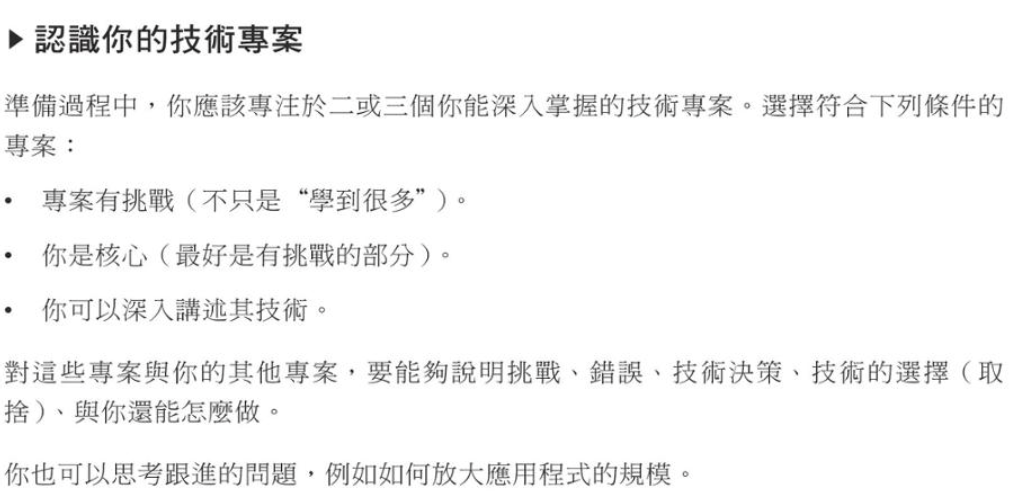 ▶ 認識你的技術專案
準備過程中，你應該專注於二或三個你能深入掌握的技術專案。選擇符合下列條件的
專案：
• 專案有挑戰（不只是“學到很多”）。
• 你是核心（最好是有挑戰的部分）。
• 你可以深入講述其技術。
對這些專案與你的其他專案，要能夠說明挑戰、錯誤、技術決策、技術的選擇（取
捨）、與你還能怎麼做。
你也可以思考跟進的問題，例如如何放大應用程式的規模。